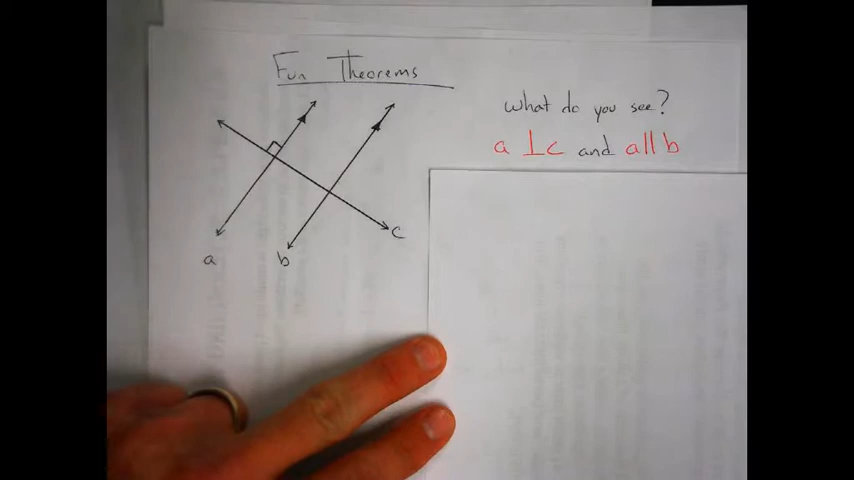 Fun Theorems
What do you see?
a ⊥ c and a || b
a
b
c